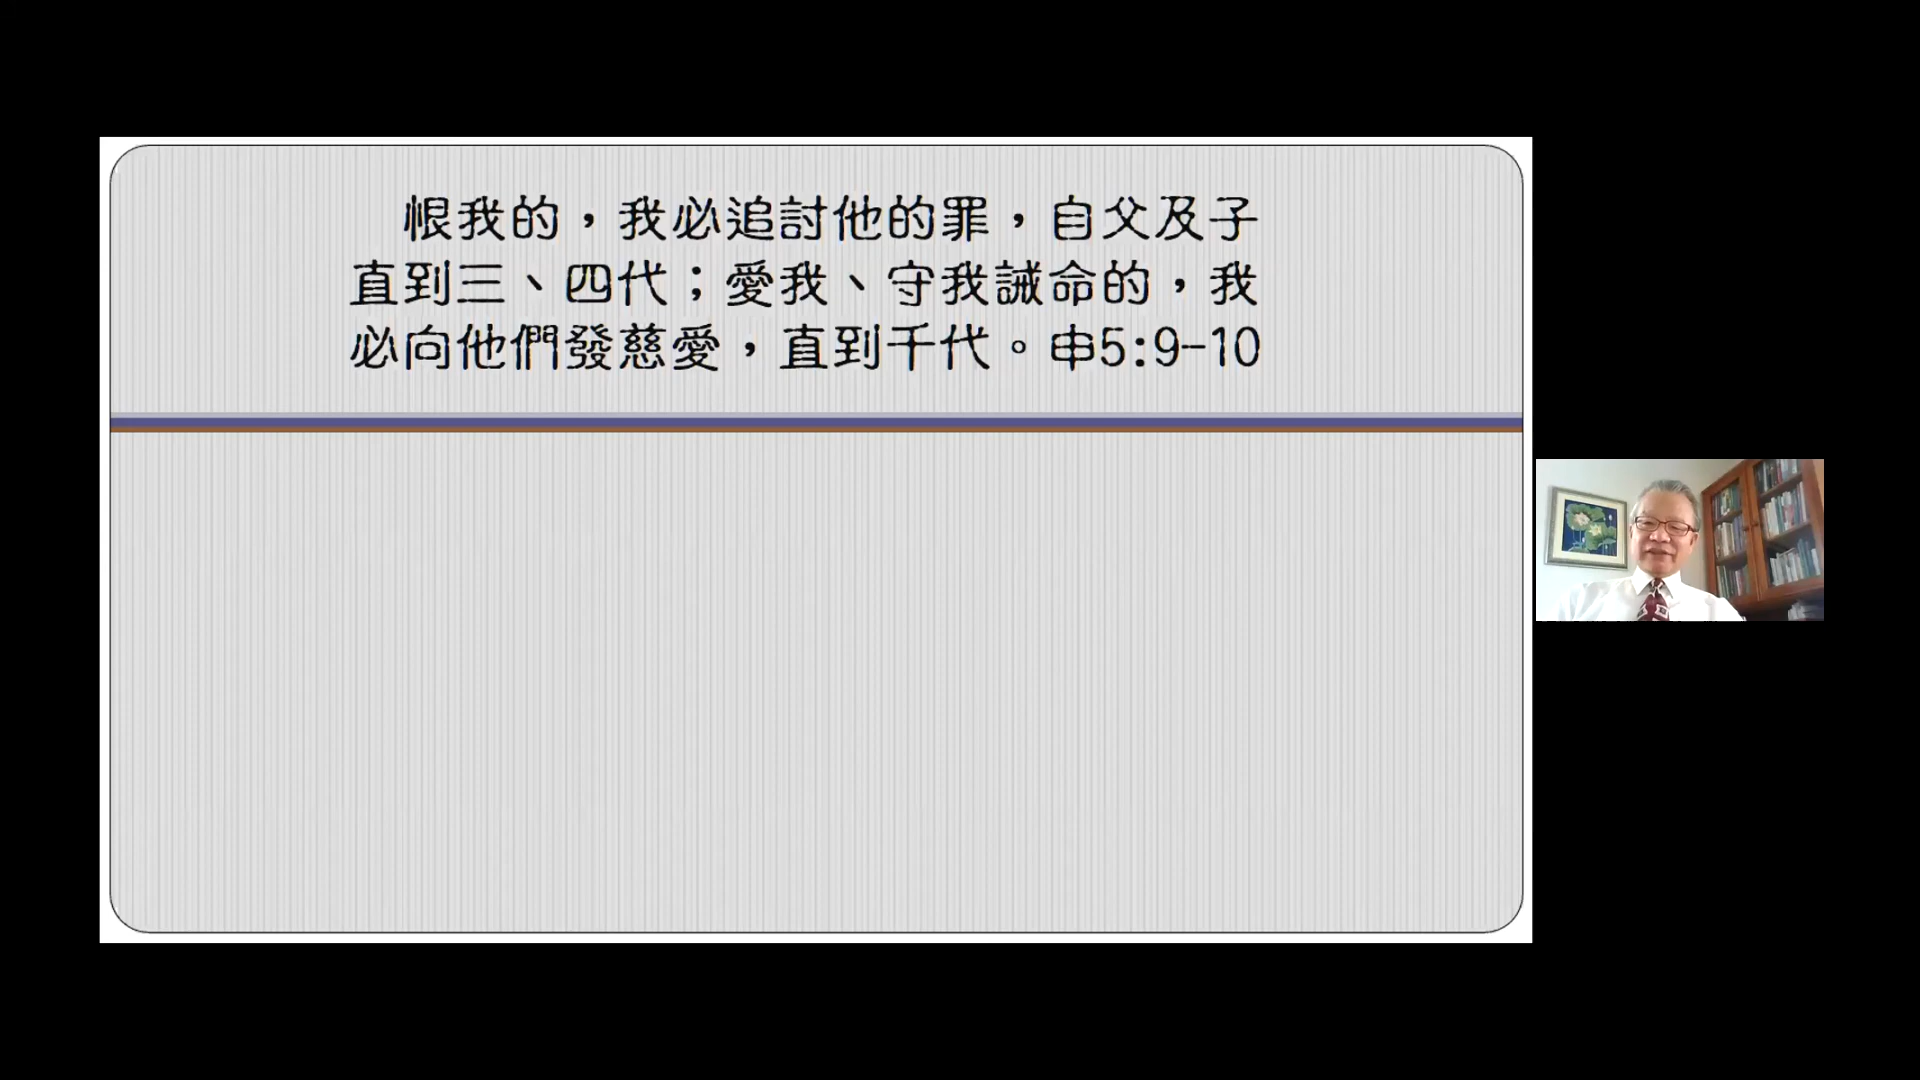 恨我的，我必追討他的罪，自父及子
直到三、四代；愛我、守我誡命的，我
必向他們發慈愛，直到千代。申5:9-10